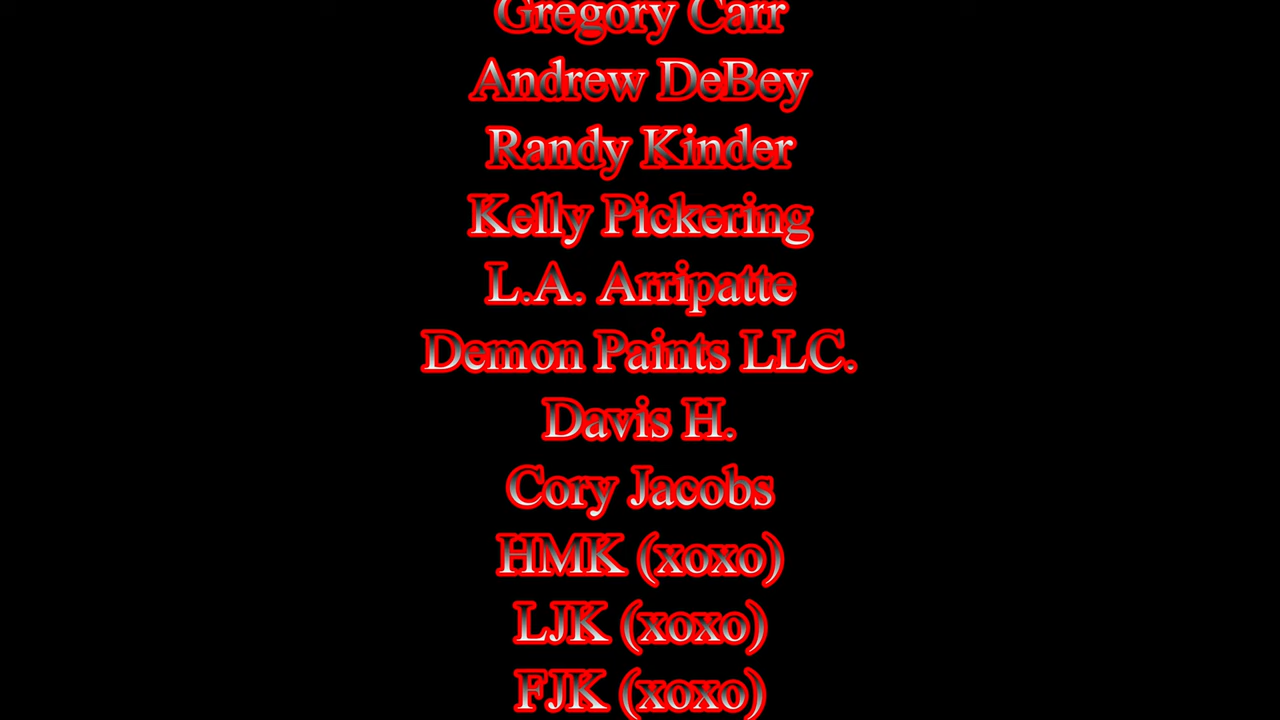 Gregory Carr
Andrew DeBey
Randy Kinder
Kelly Pickering
L.A. Arripatte
Demon Paints LLC.
Davis H.
Cory Jacobs
HMK (xoxo)
LJK (xoxo)
FJK (xoxo)